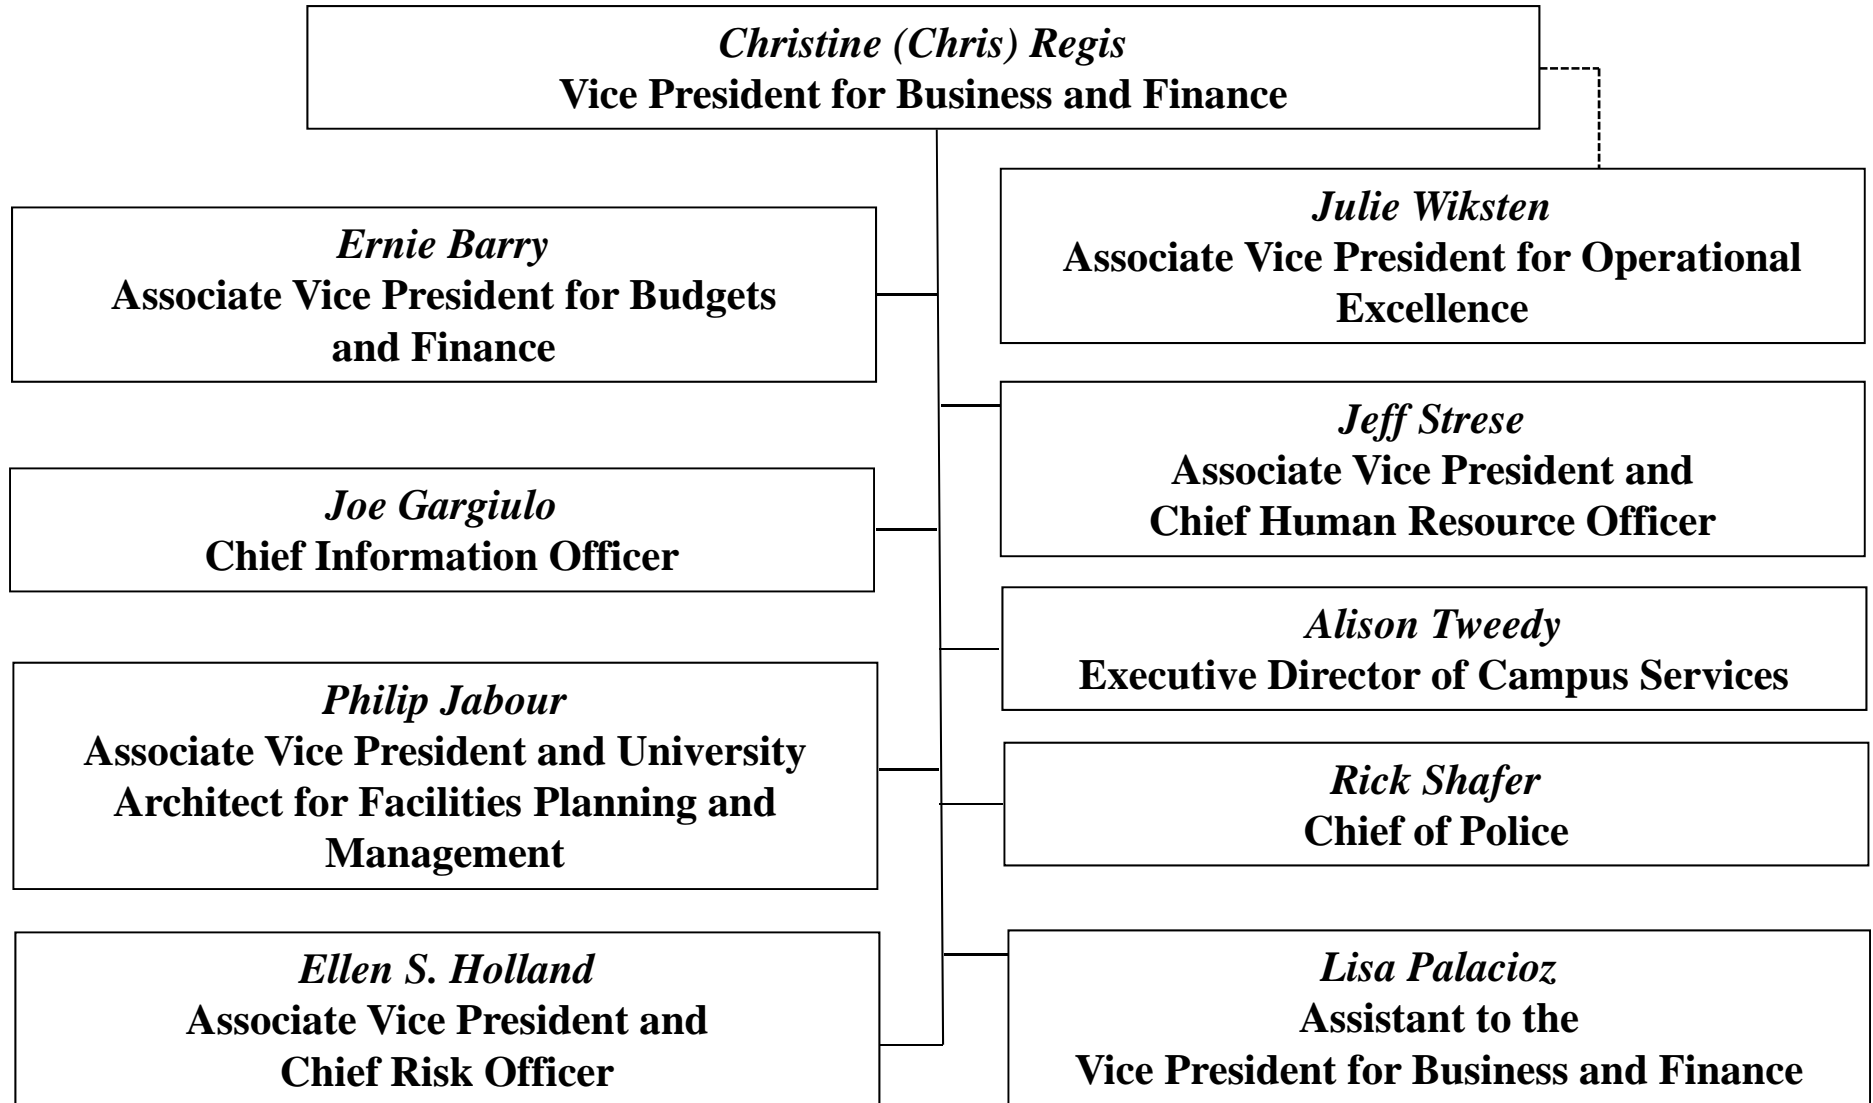 Christine (Chris) Regis
Vice President for Business and Finance
Julie Wiksten
Associate Vice President for Operational
Excellence
Ernie Barry
Associate Vice President for Budgets
and Finance
Jeff Strese
Associate Vice President and
Chief Human Resource Officer
Joe Gargiulo
Chief Information Officer
Alison Tweedy
Executive Director of Campus Services
Philip Jabour
Associate Vice President and University
Architect for Facilities Planning and
Management
Rick Shafer
Chief of Police
Ellen S. Holland
Associate Vice President and
Chief Risk Officer
Lisa Palacioz
Assistant to the
Vice President for Business and Finance